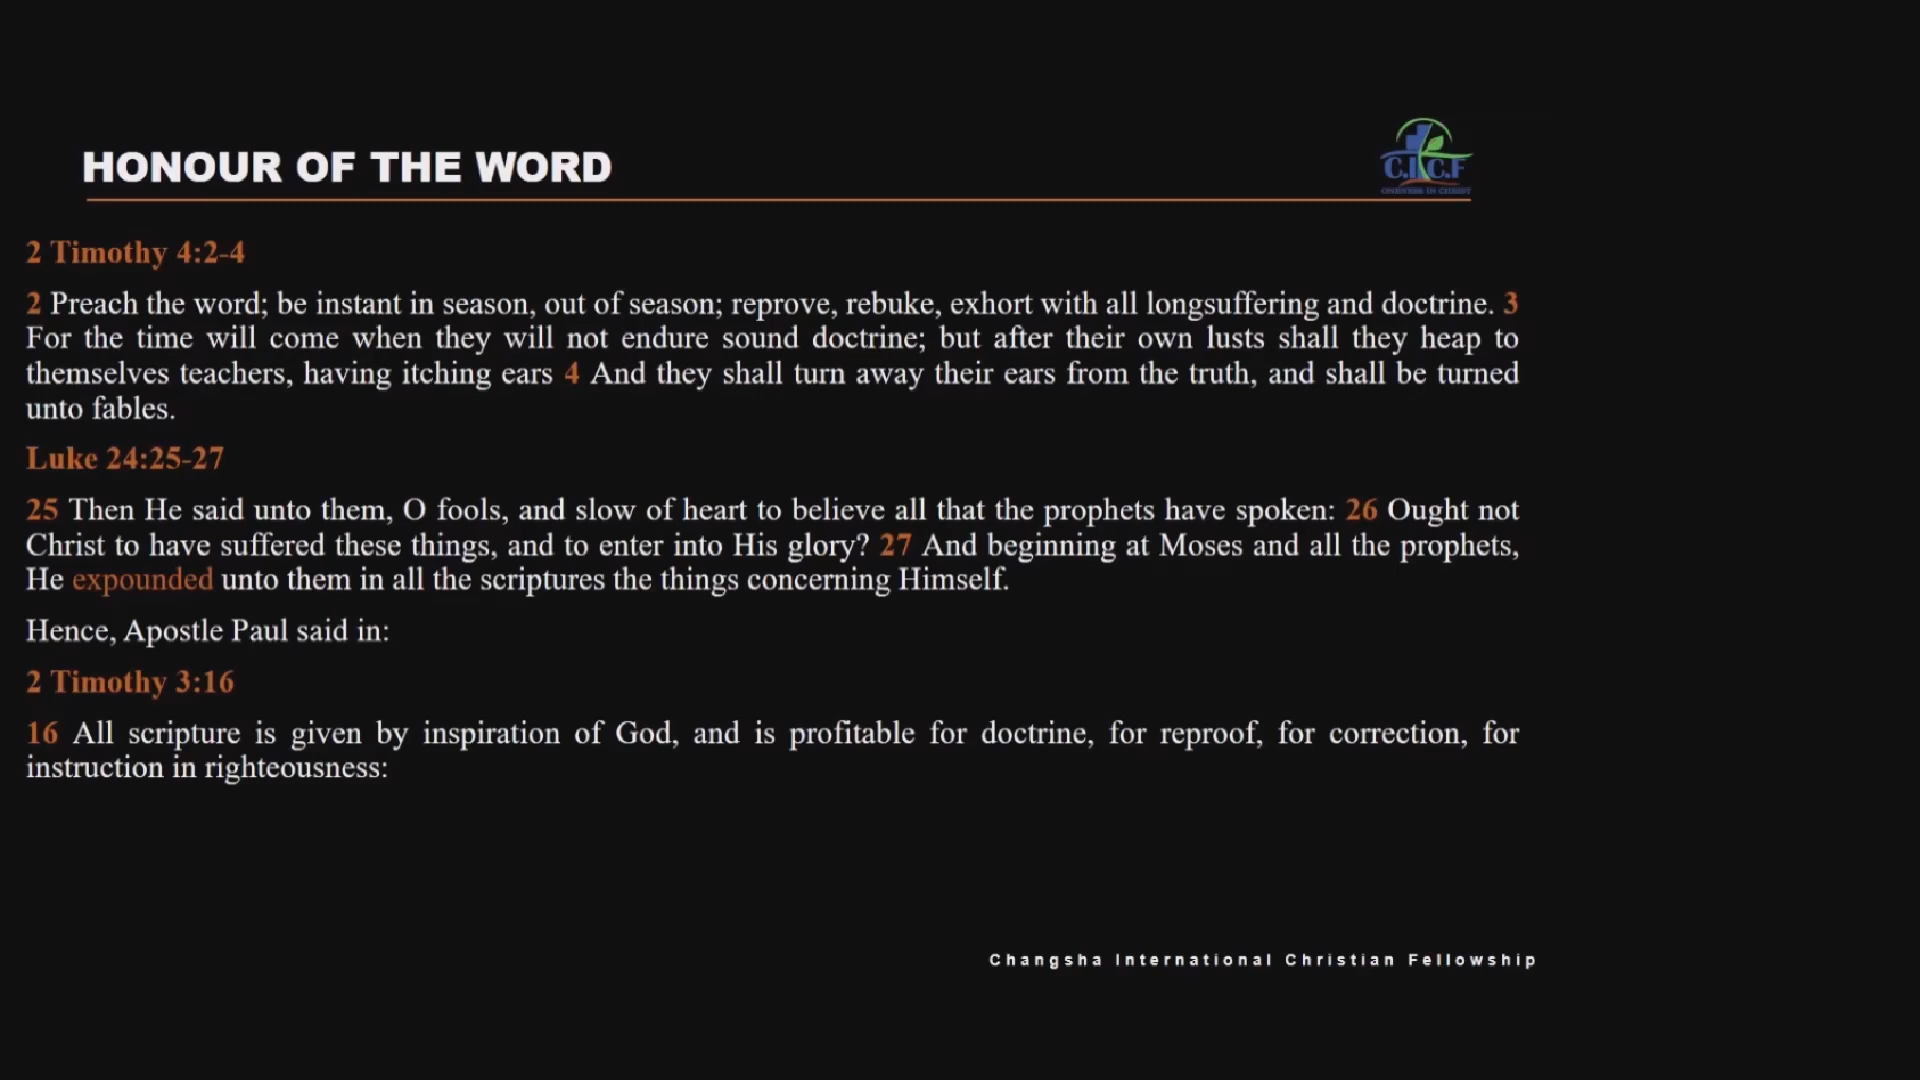 HONOUR OF THE WORD
C.I.C.F
2 Timothy 4:2-4
2 Preach the word; be instant in season, out of season; reprove, rebuke, exhort with all longsuffering and doctrine. 3
For the time will come when they will not endure sound doctrine; but after their own lusts shall they heap to
themselves teachers, having itching ears 4 And they shall turn away their ears from the truth, and shall be turned
unto fables.
Luke 24:25-27
25 Then He said unto them, O fools, and slow of heart to believe all that the prophets have spoken: 26 Ought not
Christ to have suffered these things, and to enter into His glory? 27 And beginning at Moses and all the prophets,
He expounded unto them in all the scriptures the things concerning Himself.
Hence, Apostle Paul said in:
2 Timothy 3:16
16 All scripture is given by inspiration of God, and is profitable for doctrine, for reproof, for correction, for
instruction in righteousness:
Changsha International Christian Fellowship